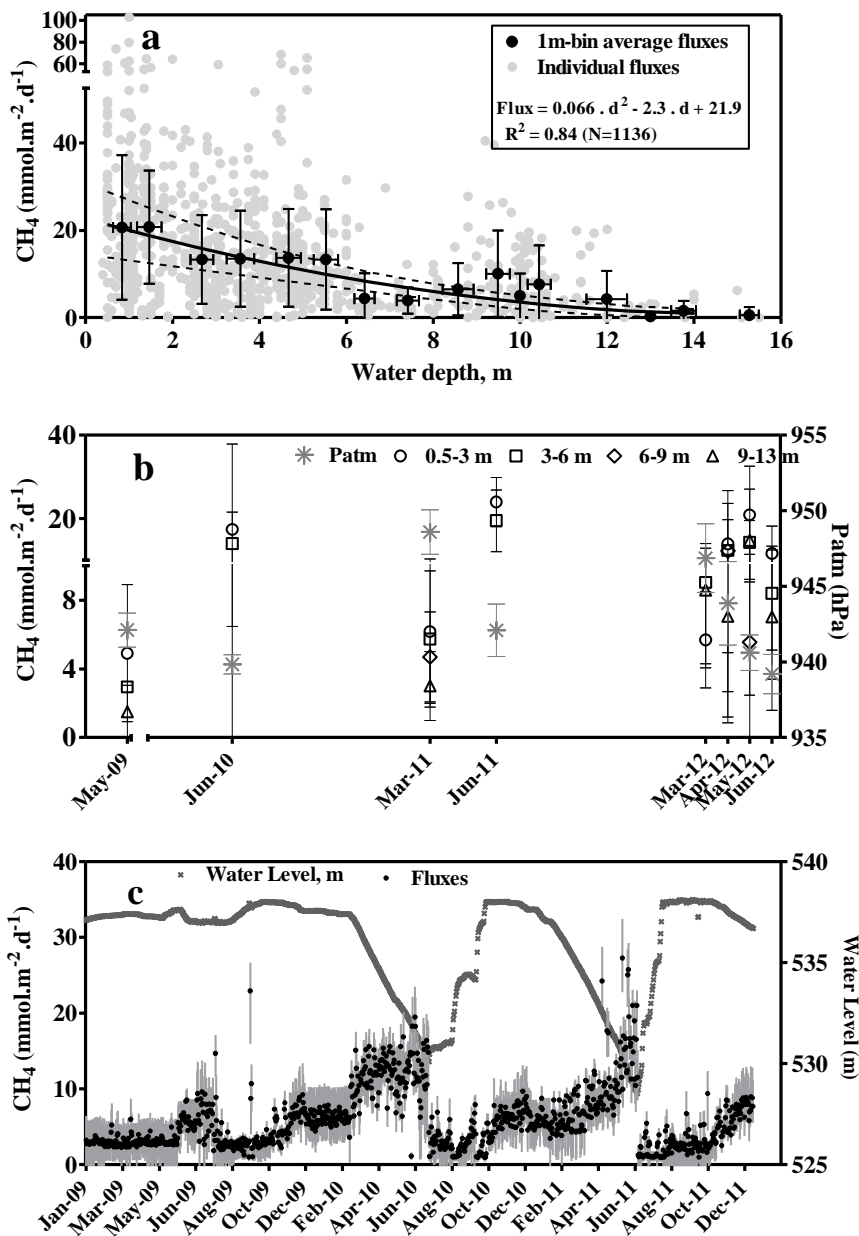 a
CH4 (mmol.m-2.d-1)
100
80
60
40
20
0
1m-bin average fluxes
Individual fluxes
Flux = 0.066 . d2 - 2.3 . d + 21.9
R2 = 0.84 (N=1136)
0 2 4 6 8 10 12 14 16
Water depth, m
b
CH4 (mmol.m-2.d-1)
40
20
8
4
0
Patm 0.5-3 m 3-6 m 6-9 m 9-13 m
955
950
945
940
935
Patm (hPa)
May-09 Jun-10 Mar-11 Jun-11 Mar-12 Apr-12 May-12 Jun-12
c
CH4 (mmol.m-2.d-1)
40
30
20
10
0
Water Level, m Fluxes
540
535
530
525
Water Level (m)
Jan-09 Mar-09 May-09 Jun-09 Aug-09 Oct-09 Dec-09 Feb-10 Apr-10 Jun-10 Aug-10 Oct-10 Dec-10 Feb-11 Apr-11 Jun-11 Aug-11 Oct-11 Dec-11